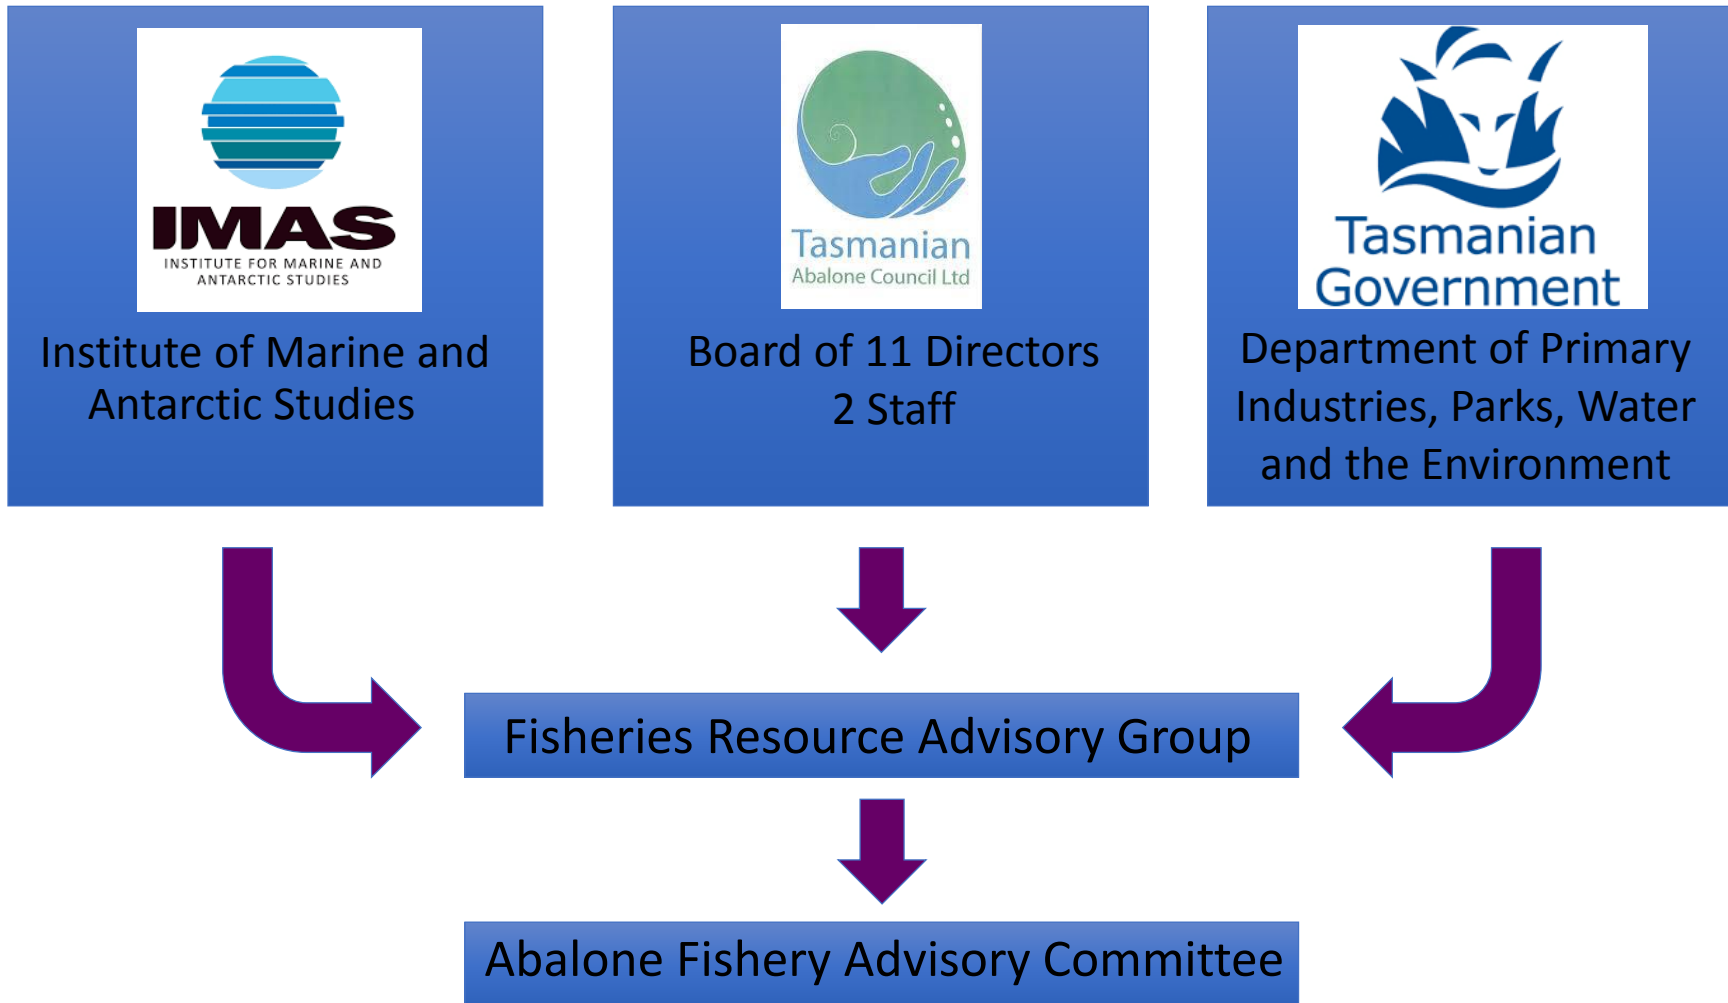 IMAS
INSTITUTE FOR MARINE AND
ANTARCTIC STUDIES
Institute of Marine and
Antarctic Studies
Tasmanian
Abalone Council Ltd
Board of 11 Directors
2 Staff
Tasmanian
Government
Department of Primary
Industries, Parks, Water
and the Environment
Fisheries Resource Advisory Group
Abalone Fishery Advisory Committee